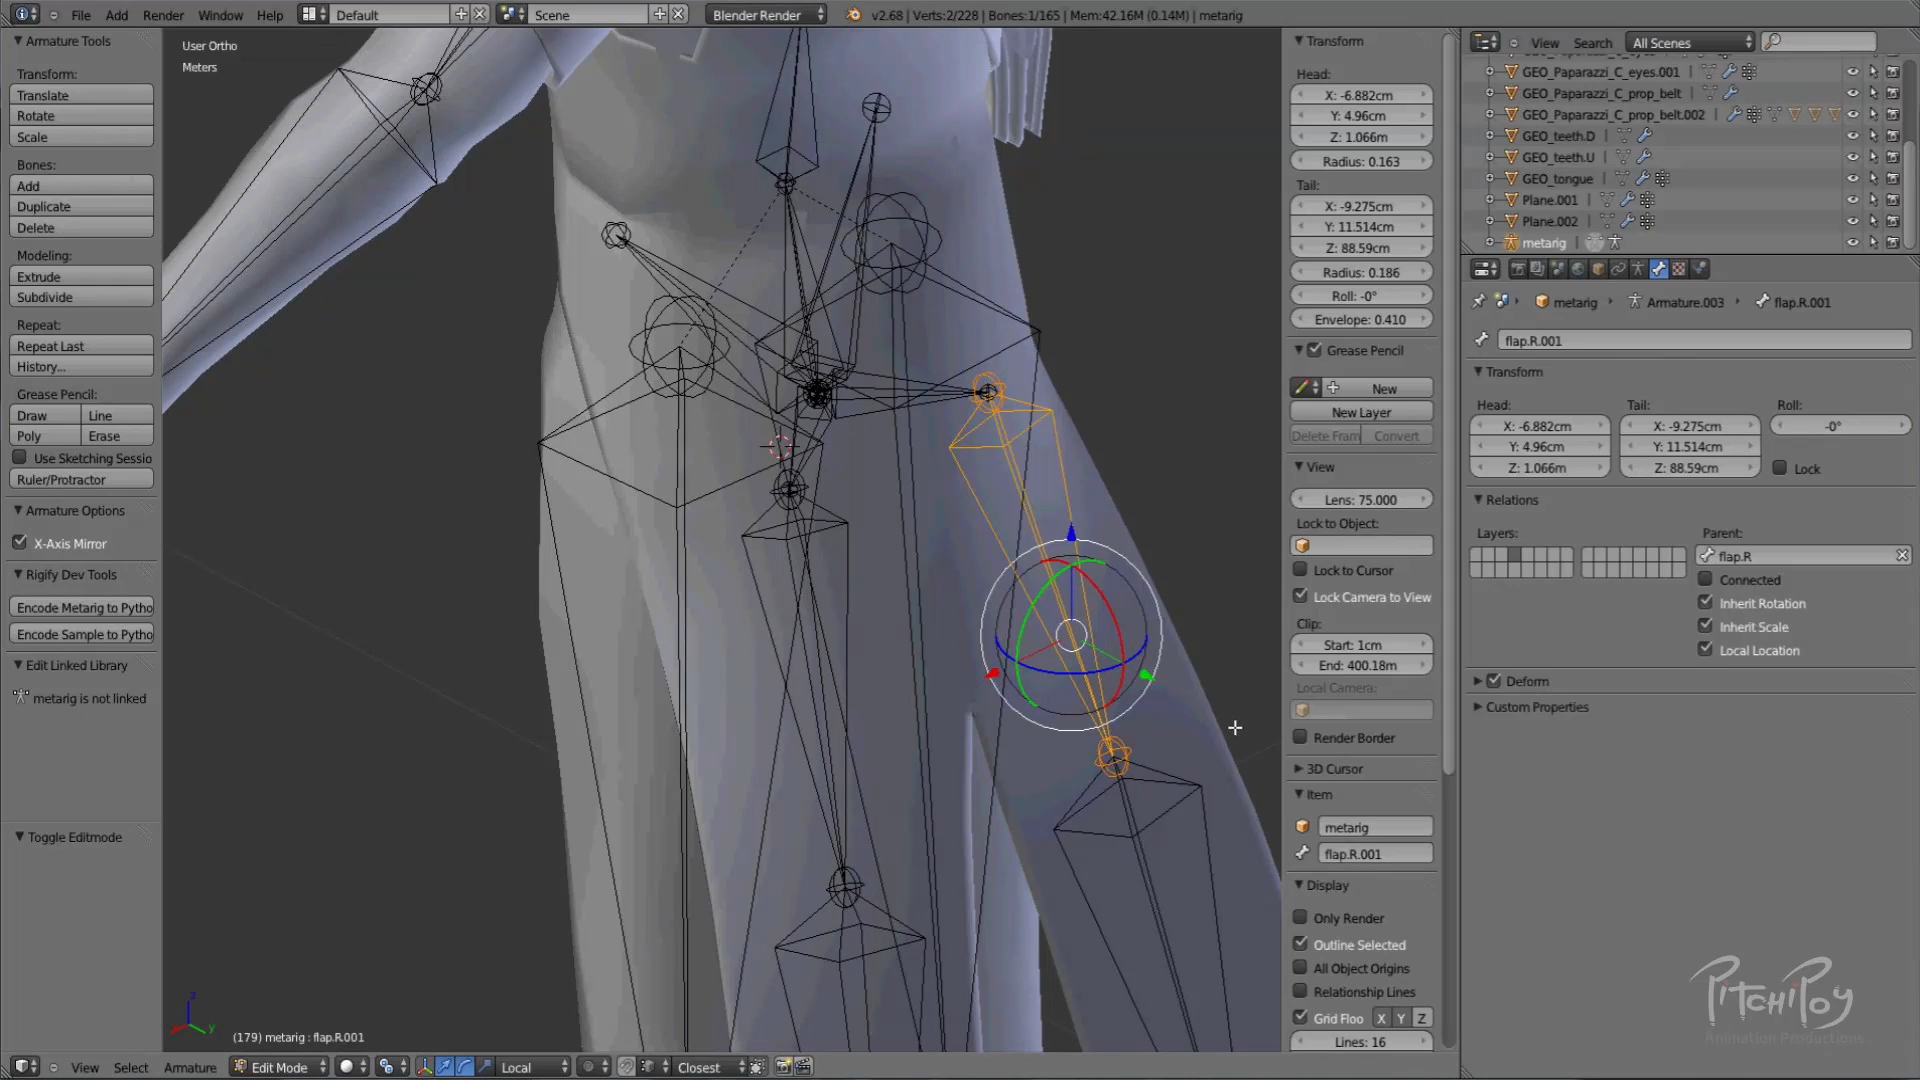 File Add Render Window Help Default Scene Blender Render v2.68 | Verts:2/228 | Bones:1/165 | Mem:42.16M (0.14M) | metarig
Armature Tools
Transform:
Translate
Rotate
Scale
Bones:
Add
Duplicate
Delete
Modeling:
Extrude
Subdivide
Repeat:
Repeat Last
History...
Grease Pencil:
Draw Line
Poly Erase
Use Sketching Sessio
Ruler/Protractor
Armature Options
X-Axis Mirror
Rigify Dev Tools
Encode Metarig to Pytho
Encode Sample to Pytho
Edit Linked Library
metarig is not linked
Toggle Editmode
User Ortho
Meters
(179) metarig : flap.R.001
View Select Armature Edit Mode Local Closest
Transform
Head:
X: -6.882cm
Y: 4.96cm
Z: 1.066m
Radius: 0.163
Tail:
X: -9.275cm
Y: 11.514cm
Z: 88.59cm
Radius: 0.186
Roll: -0°
Envelope: 0.410
Grease Pencil
New
New Layer
Delete Fram Convert
View
Lens: 75.000
Lock to Object:
Lock to Cursor
Lock Camera to View
Clip:
Start: 1cm
End: 400.18m
Local Camera:
Render Border
3D Cursor
Item
metarig
flap.R.001
Display
Only Render
Outline Selected
All Object Origins
Relationship Lines
Grid Floo X Y Z
Lines: 16
View Search All Scenes
GEO_Paparazzi_C_eyes.001
GEO_Paparazzi_C_prop_belt
GEO_Paparazzi_C_prop_belt.002
GEO_teeth.D
GEO_teeth.U
GEO_tongue
Plane.001
Plane.002
metarig
metarig Armature.003 flap.R.001
flap.R.001
Transform
Head: Tail: Roll:
X: -6.882cm X: -9.275cm -0°
Y: 4.96cm Y: 11.514cm
Z: 1.066m Z: 88.59cm Lock
Relations
Layers: Parent:
flap.R
Connected
Inherit Rotation
Inherit Scale
Local Location
Deform
Custom Properties
PitchiPoy
Animation Productions